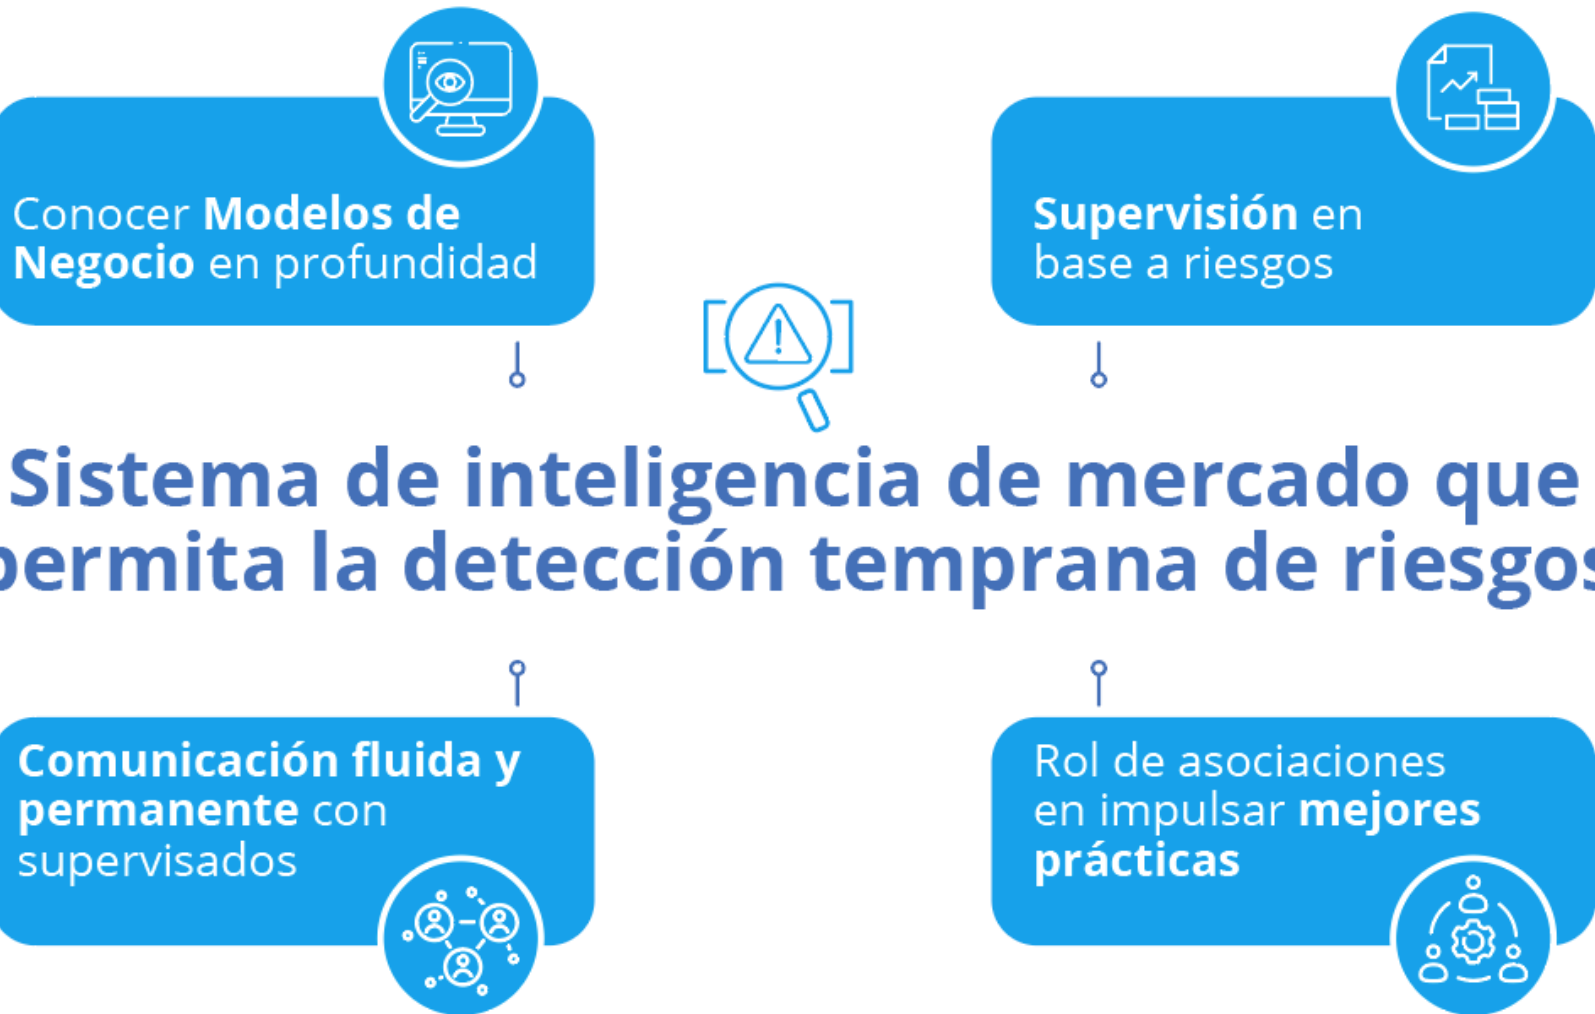 Conocer Modelos de
Negocio en profundidad
Supervisión en
base a riesgos
Sistema de inteligencia de mercado que
permita la detección temprana de riesgos
Comunicación fluida y
permanente con
supervisados
Rol de asociaciones
en impulsar mejores
prácticas